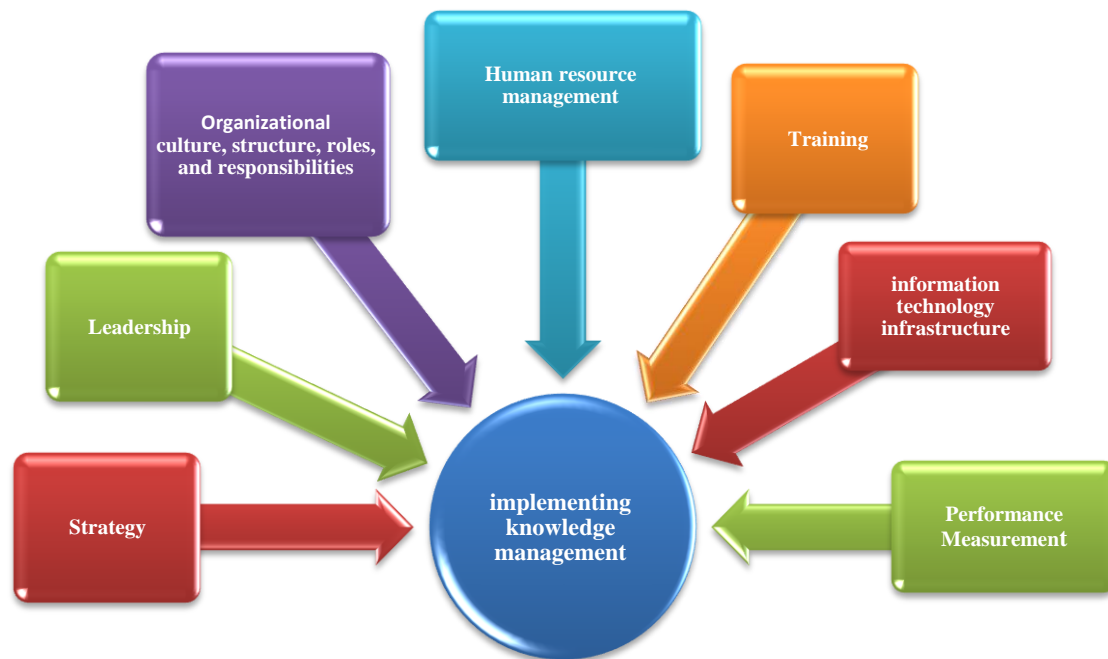 Human resource
management
Organizational
culture, structure, roles,
and responsibilities
Training
Leadership
information
technology
infrastructure
Strategy
implementing
knowledge
management
Performance
Measurement